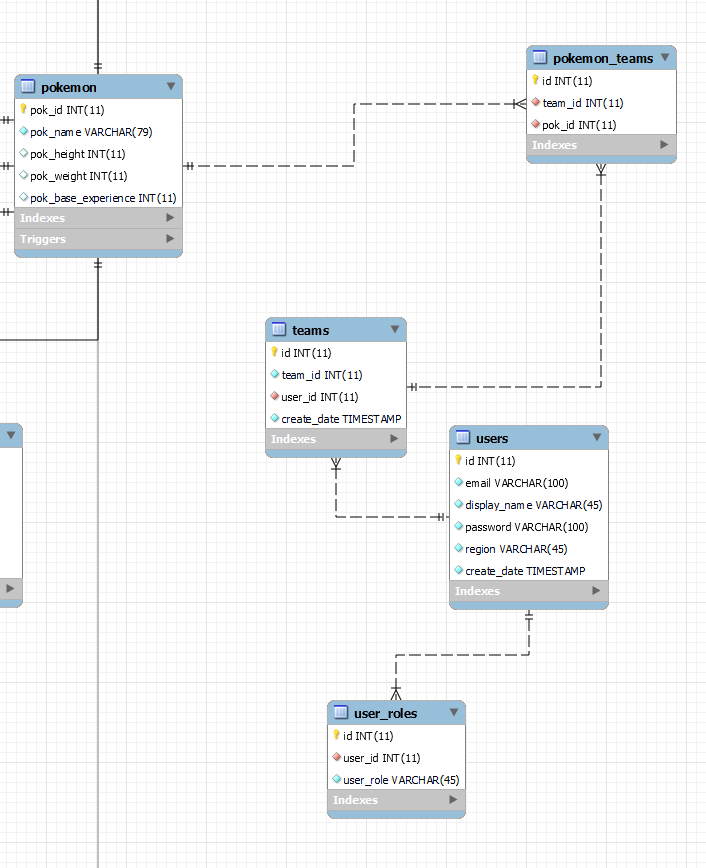 pokemon
pok_id INT(11)
pok_name VARCHAR(79)
pok_height INT(11)
pok_weight INT(11)
pok_base_experience INT(11)
Indexes
Triggers
pokemon_teams
id INT(11)
team_id INT(11)
pok_id INT(11)
Indexes
teams
id INT(11)
team_id INT(11)
user_id INT(11)
create_date TIMESTAMP
Indexes
users
id INT(11)
email VARCHAR(100)
display_name VARCHAR(45)
password VARCHAR(100)
region VARCHAR(45)
create_date TIMESTAMP
Indexes
user_roles
id INT(11)
user_id INT(11)
user_role VARCHAR(45)
Indexes